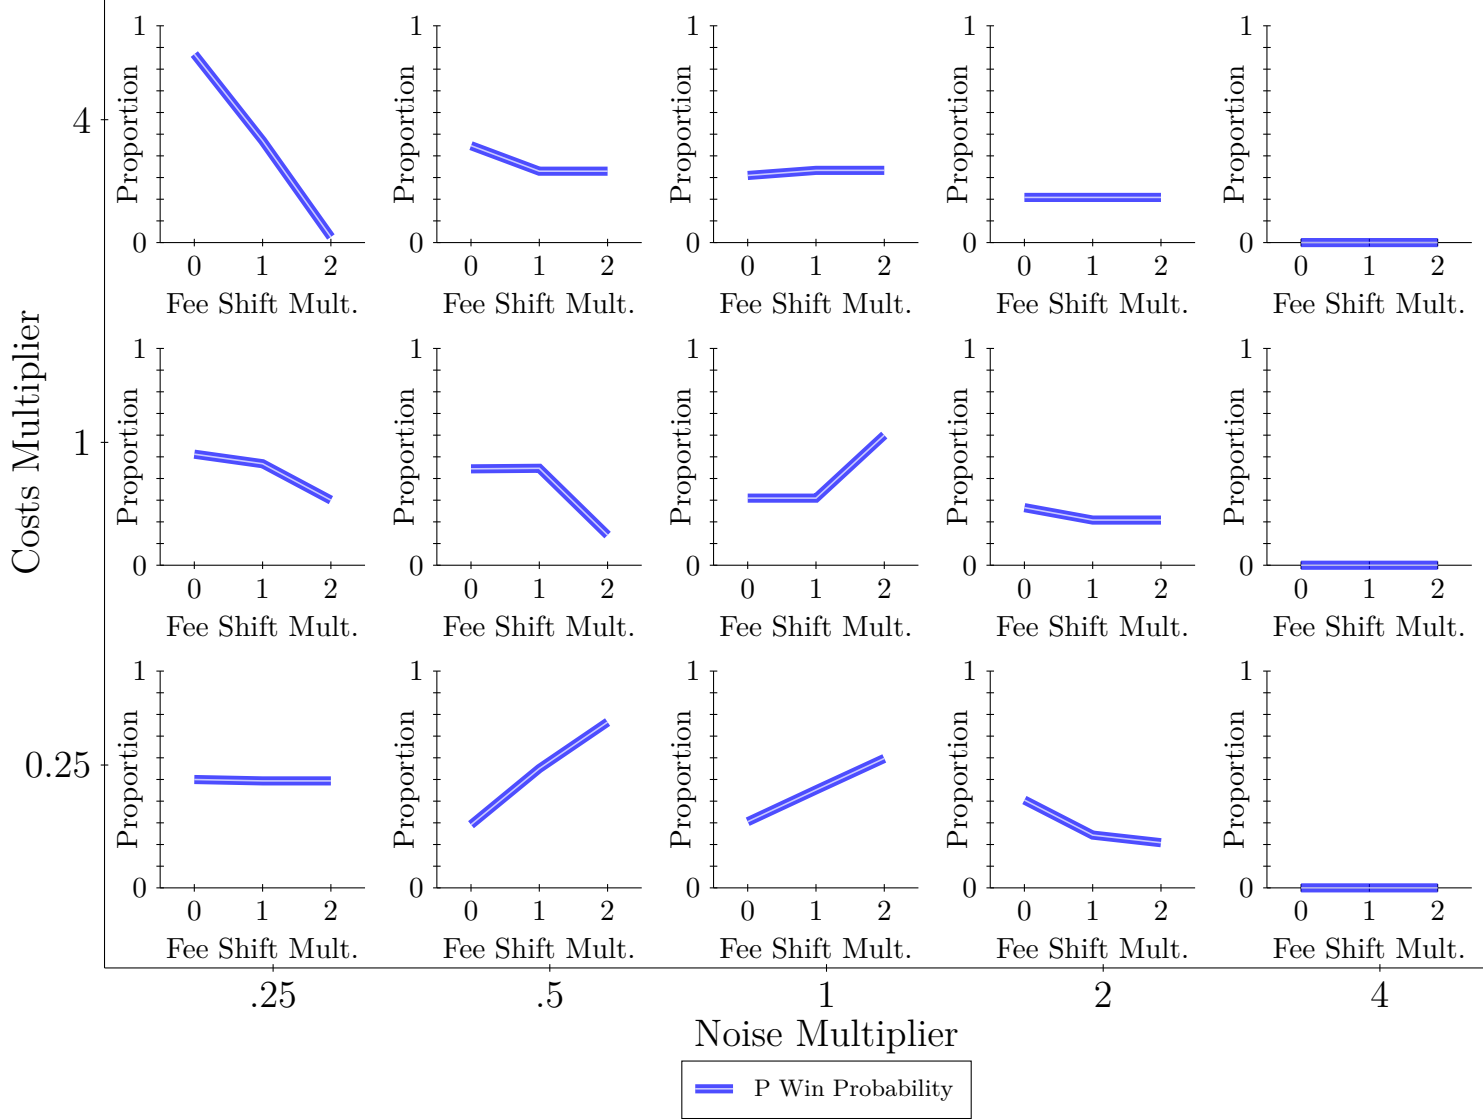 1 1 1 1 1
Proportion Proportion Proportion Proportion Proportion
4
0 0 0 0 0
0 1 2 0 1 2 0 1 2 0 1 2 0 1 2
Fee Shift Mult. Fee Shift Mult. Fee Shift Mult. Fee Shift Mult. Fee Shift Mult.
Costs Multiplier
1 1 1 1 1
Proportion Proportion Proportion Proportion Proportion
1
0 0 0 0 0
0 1 2 0 1 2 0 1 2 0 1 2 0 1 2
Fee Shift Mult. Fee Shift Mult. Fee Shift Mult. Fee Shift Mult. Fee Shift Mult.
1 1 1 1 1
Proportion Proportion Proportion Proportion Proportion
0.25
0 0 0 0 0
0 1 2 0 1 2 0 1 2 0 1 2 0 1 2
Fee Shift Mult. Fee Shift Mult. Fee Shift Mult. Fee Shift Mult. Fee Shift Mult.
.25 .5 1 2 4
Noise Multiplier
P Win Probability